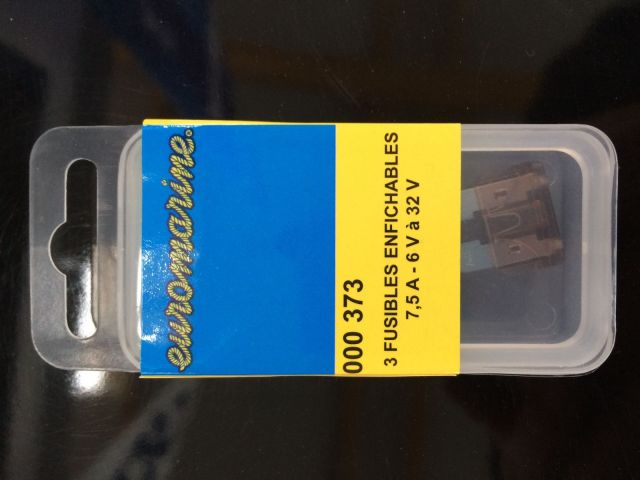 euromarine.
000 373
3 FUSIBLES ENFICHABLES
7,5 A - 6 V à 32 V